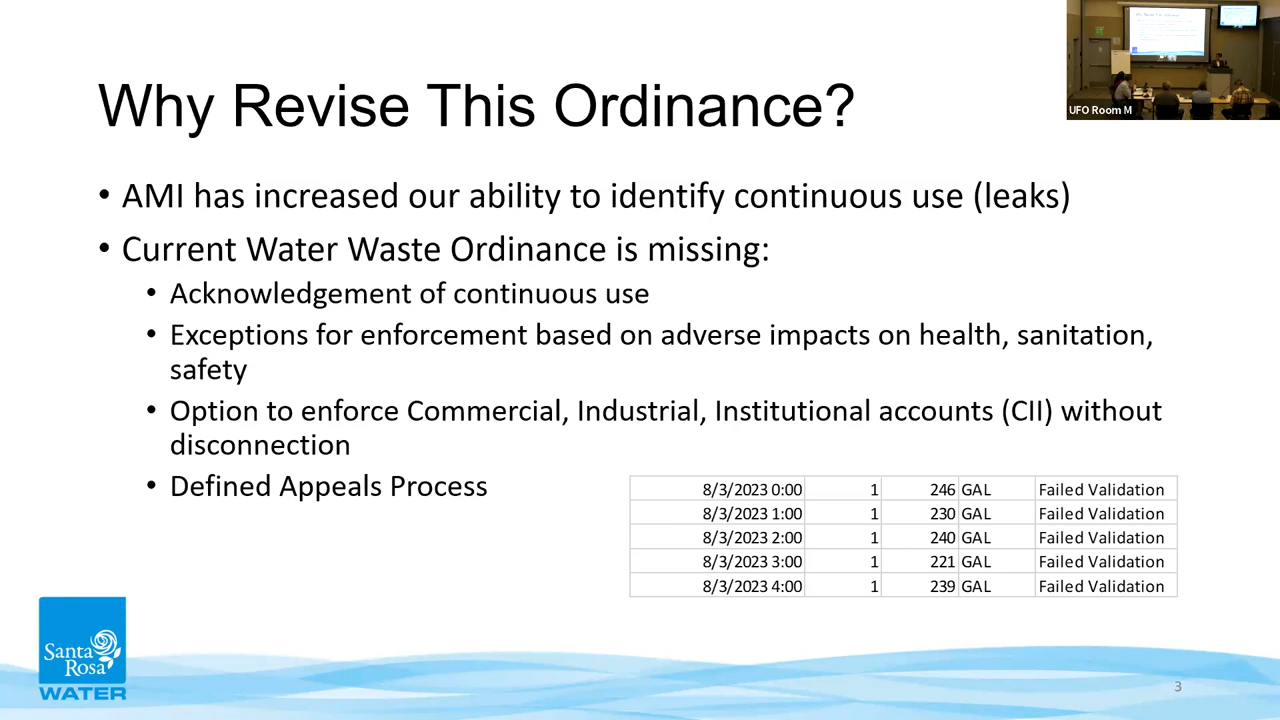 Why Revise This Ordinance?
UFO Room M
• AMI has increased our ability to identify continuous use (leaks)
• Current Water Waste Ordinance is missing:
• Acknowledgement of continuous use
• Exceptions for enforcement based on adverse impacts on health, sanitation,
safety
• Option to enforce Commercial, Industrial, Institutional accounts (CII) without
disconnection
• Defined Appeals Process
8/3/2023 0:00 1 246 GAL Failed Validation
8/3/2023 1:00 1 230 GAL Failed Validation
8/3/2023 2:00 1 240 GAL Failed Validation
8/3/2023 3:00 1 221 GAL Failed Validation
8/3/2023 4:00 1 239 GAL Failed Validation
Santa
Rosa
WATER
3